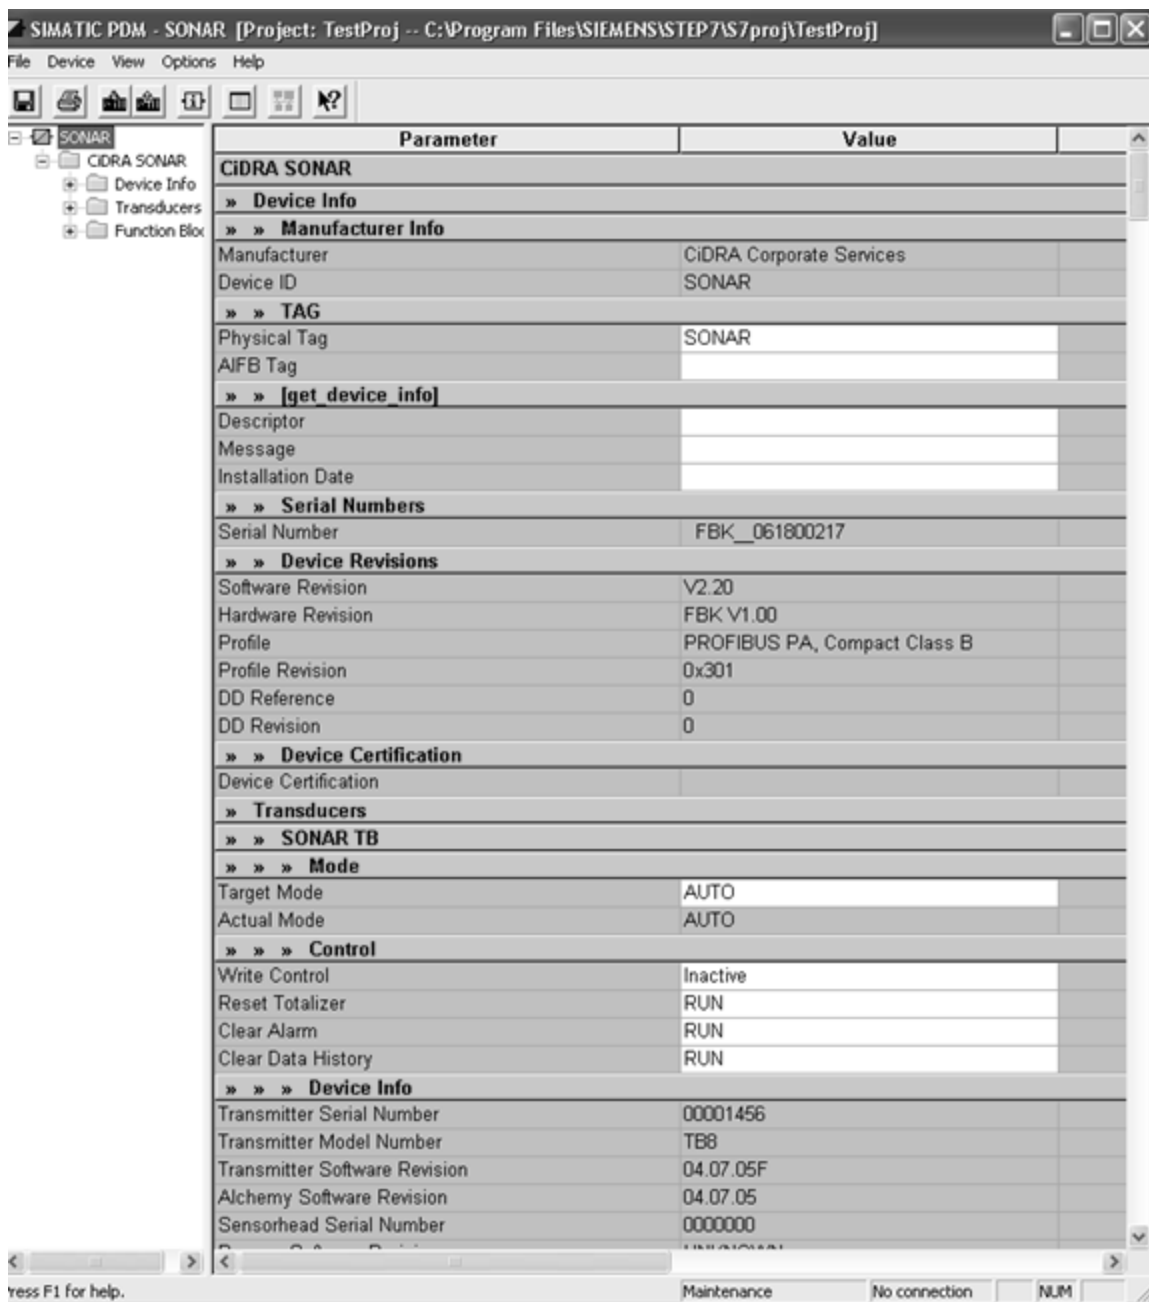 SIMATIC PDM - SONAR [Project: TestProj -- C:\Program Files\SIEMENS\STEP7\S7proj\TestProj]
File Device View Options Help
SONAR
CiDRA SONAR
Device Info
Transducers
Function Bloc
Parameter Value
CiDRA SONAR
» Device Info
» » Manufacturer Info
Manufacturer CiDRA Corporate Services
Device ID SONAR
» » TAG
Physical Tag SONAR
AIFB Tag
» » [get_device_info]
Descriptor
Message
Installation Date
» » Serial Numbers
Serial Number FBK__061800217
» » Device Revisions
Software Revision V2.20
Hardware Revision FBK V1.00
Profile PROFIBUS PA, Compact Class B
Profile Revision 0x301
DD Reference 0
DD Revision 0
» » Device Certification
Device Certification
» Transducers
» » SONAR TB
» » » Mode
Target Mode AUTO
Actual Mode AUTO
» » » Control
Write Control Inactive
Reset Totalizer RUN
Clear Alarm RUN
Clear Data History RUN
» » » Device Info
Transmitter Serial Number 00001456
Transmitter Model Number TB8
Transmitter Software Revision 04.07.05F
Alchemy Software Revision 04.07.05
Sensorhead Serial Number 0000000
ress F1 for help. Maintenance No connection NUM